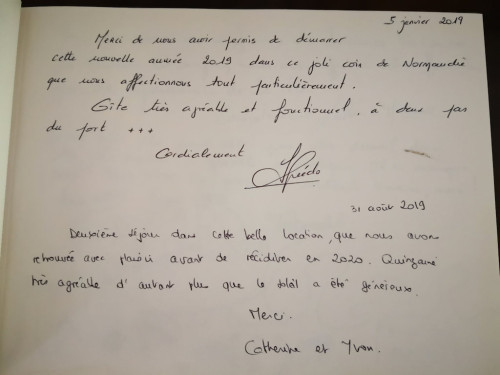 5 janvier 2019
Merci de nous avoir permis de démarrer
cette nouvelle année 2019 dans ce joli coin de Normandie
que nous affectionnons tout particulièrement.
Gîte très agréable et fonctionnel, à deux pas
du port +++
Cordialement
31 août 2019
Deuxième séjour dans cette belle location, que nous avons
retrouvée avec plaisir avant de récidiver en 2020. Quinzaine
très agréable d'autant plus que le soleil a été généreux.
Merci.
Catherine et Yvon.